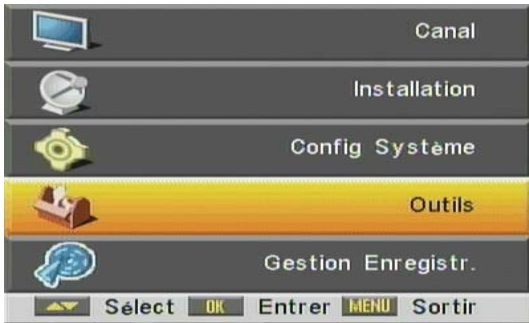 Canal
Installation
Config Système
Outils
Gestion Enregistr.
Sélect OK Entrer MENU Sortir